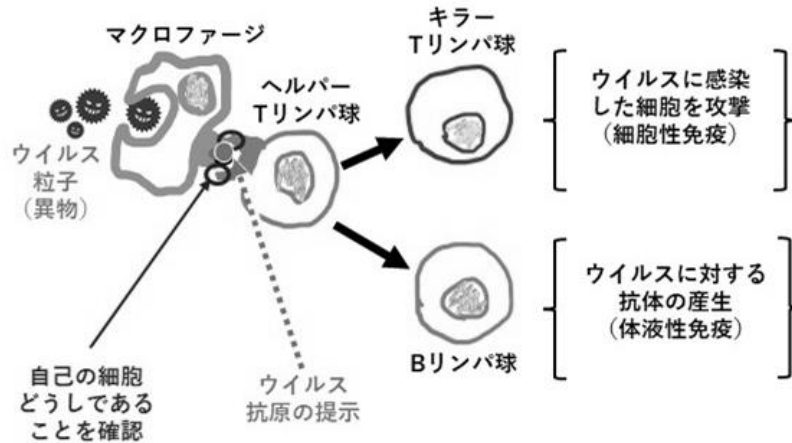 マクロファージ
ウイルス
粒子
（異物）
ヘルパー
Tリンパ球
キラー
Tリンパ球
ウイルスに感染
した細胞を攻撃
（細胞性免疫）
ウイルスに対する
抗体の産生
（体液性免疫）
Bリンパ球
自己の細胞
どうしである
ことを確認
ウイルス
抗原の提示